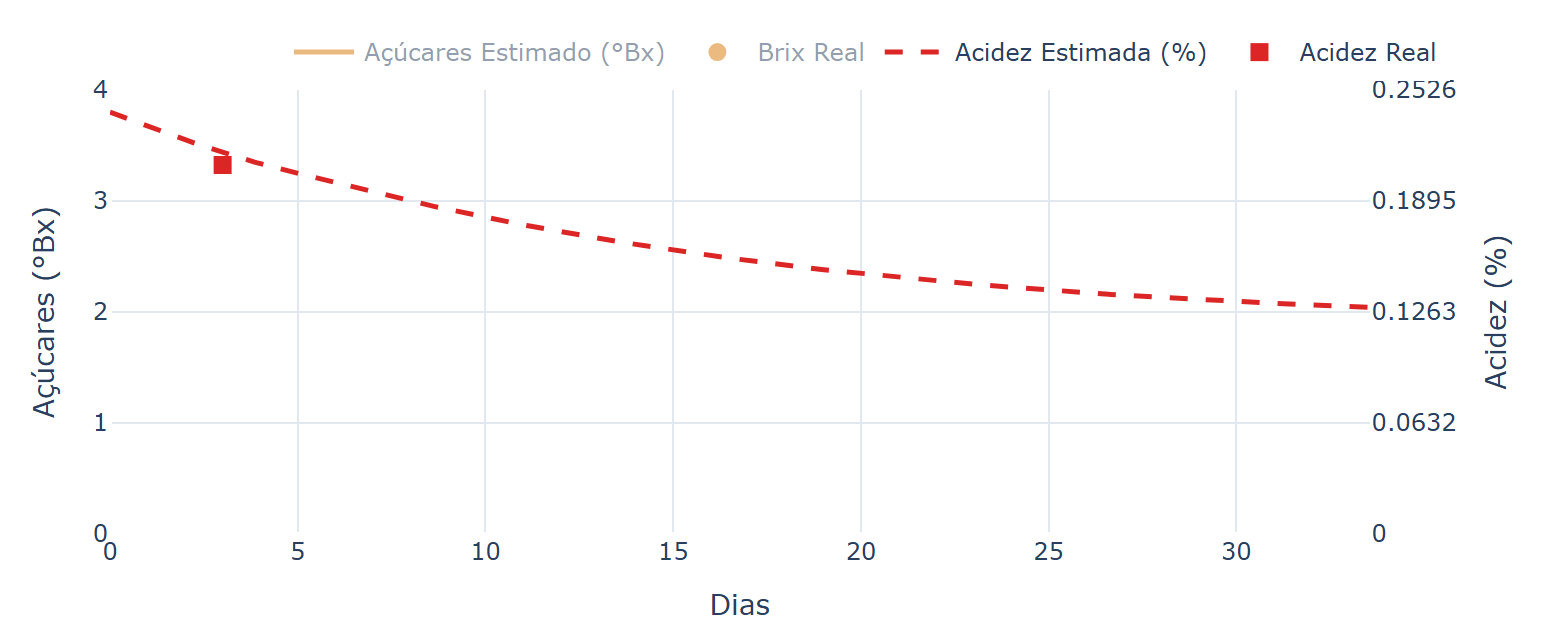 Açúcares Estimado (°Bx) Brix Real Acidez Estimada (%) Acidez Real
4 0.2526
3 0.1895
2 0.1263
1 0.0632
0 0
0 5 10 15 20 25 30
Açúcares (°Bx)
Acidez (%)
Dias